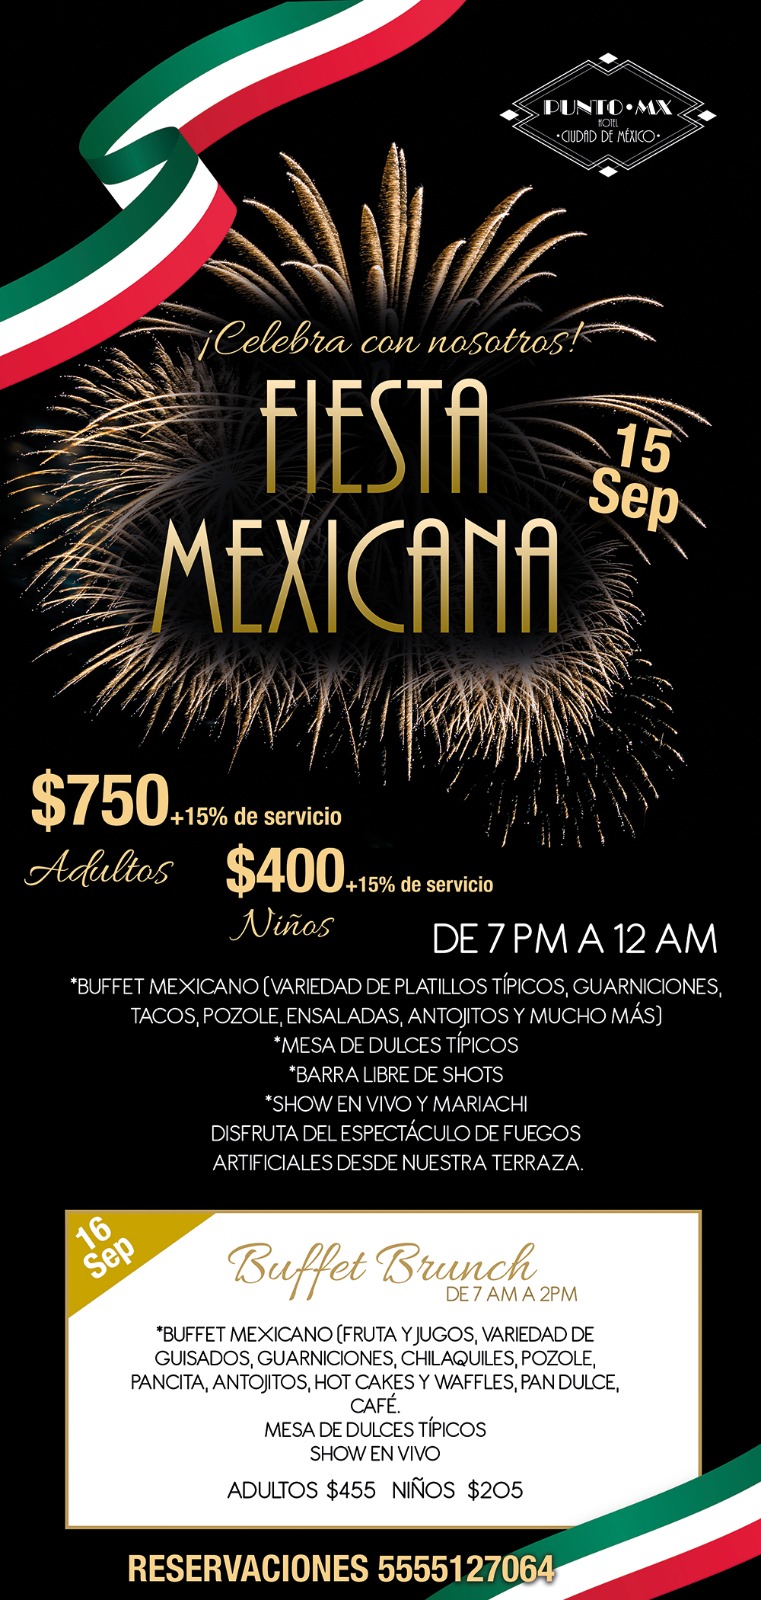 PUNTO•MX
HOTEL
•CIUDAD DE MÉXICO•
¡Celebra con nosotros!
FIESTA
MEXICANA
15
Sep
$750+15% de servicio
Adultos
$400+15% de servicio
Niños
DE 7 PM A 12 AM
*BUFFET MEXICANO (VARIEDAD DE PLATILLOS TÍPICOS, GUARNICIONES,
TACOS, POZOLE, ENSALADAS, ANTOJITOS Y MUCHO MÁS)
*MESA DE DULCES TÍPICOS
*BARRA LIBRE DE SHOTS
*SHOW EN VIVO Y MARIACHI
DISFRUTA DEL ESPECTÁCULO DE FUEGOS
ARTIFICIALES DESDE NUESTRA TERRAZA.
16
Sep
Buffet Brunch
DE 7 AM A 2PM
*BUFFET MEXICANO (FRUTA Y JUGOS, VARIEDAD DE
GUISADOS, GUARNICIONES, CHILAQUILES, POZOLE,
PANCITA, ANTOJITOS, HOT CAKES Y WAFFLES, PAN DULCE,
CAFÉ.
MESA DE DULCES TÍPICOS
SHOW EN VIVO
ADULTOS $455 NIÑOS $205
RESERVACIONES 5555127064